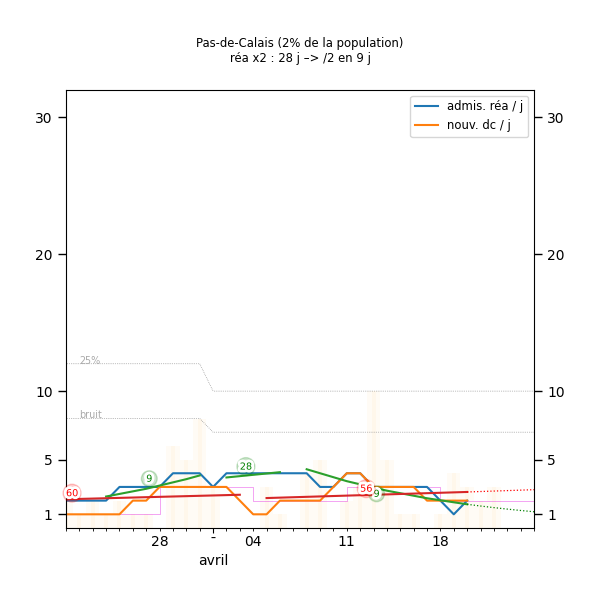 Pas-de-Calais (2% de la population)
réa x2 : 28 j –> /2 en 9 j
admis. réa / j
nouv. dc / j
30 30
20 20
25%
10 10
bruit
5 5
28
9
60
56
9
1 1
28 - 04 11 18
avril